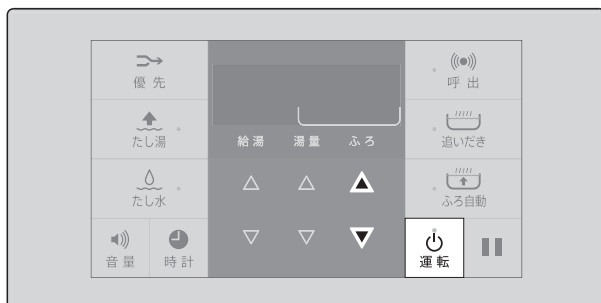 優先
呼出
たし湯
給湯 湯量 ふろ
追いだき
たし水
ふろ自動
音量 時計
運転